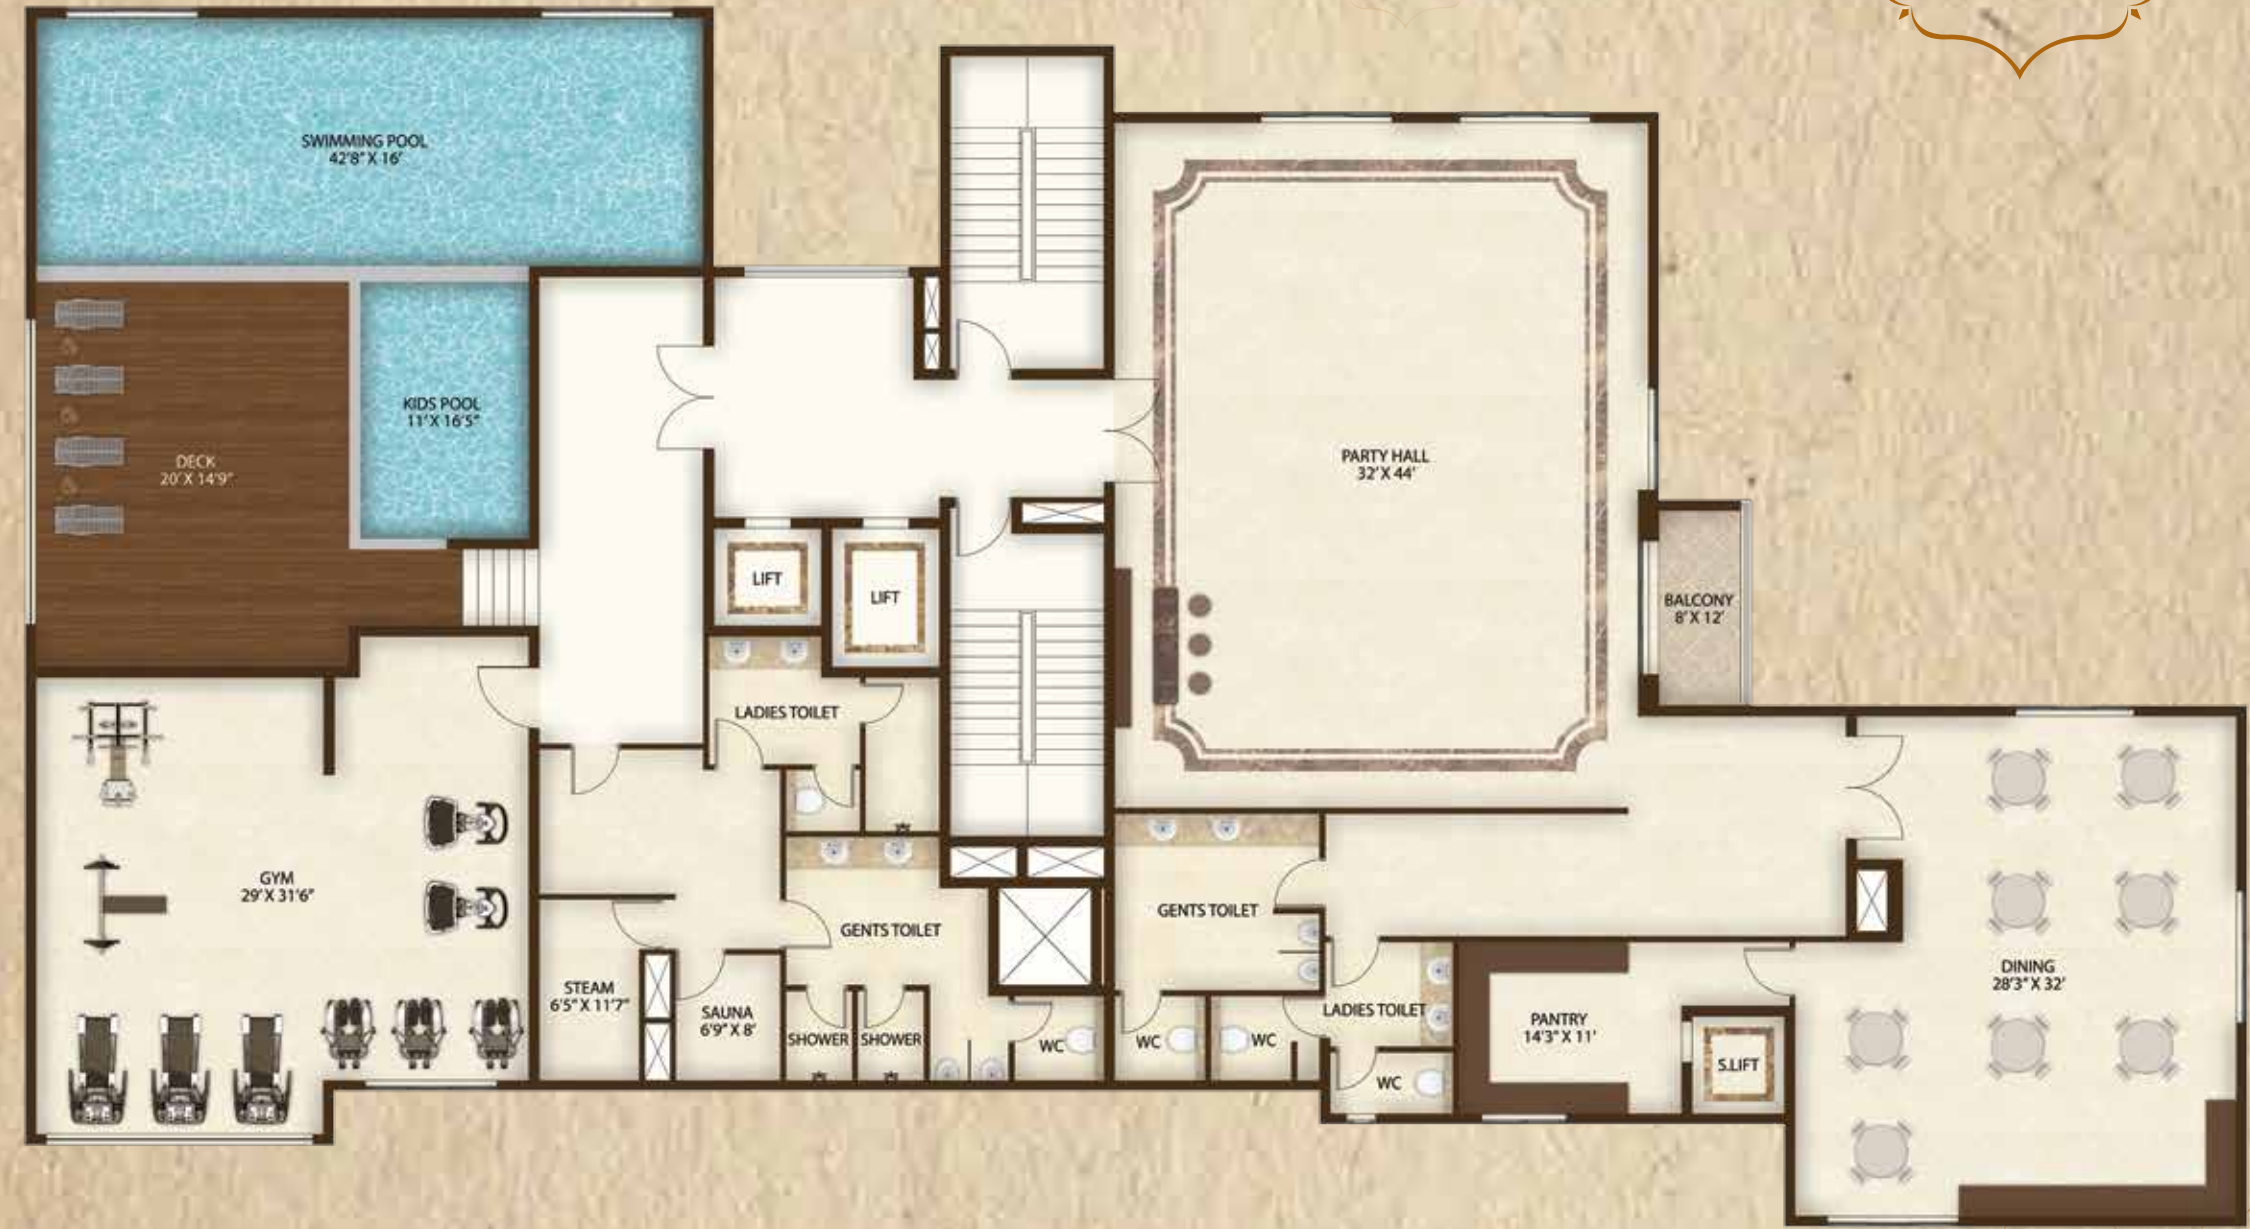 SWIMMING POOL
42'8" X 16'
KIDS POOL
11' X 16'5"
DECK
20' X 14'9"
PARTY HALL
32' X 44'
LIFT
LIFT
BALCONY
8' X 12'
LADIES TOILET
GYM
29' X 31'6"
GENTS TOILET
GENTS TOILET
STEAM
6'5" X 11'7"
SAUNA
6'9" X 8'
SHOWER
SHOWER
WC
WC
WC
LADIES TOILET
WC
PANTRY
14'3" X 11'
S.LIFT
DINING
28'3" X 32'